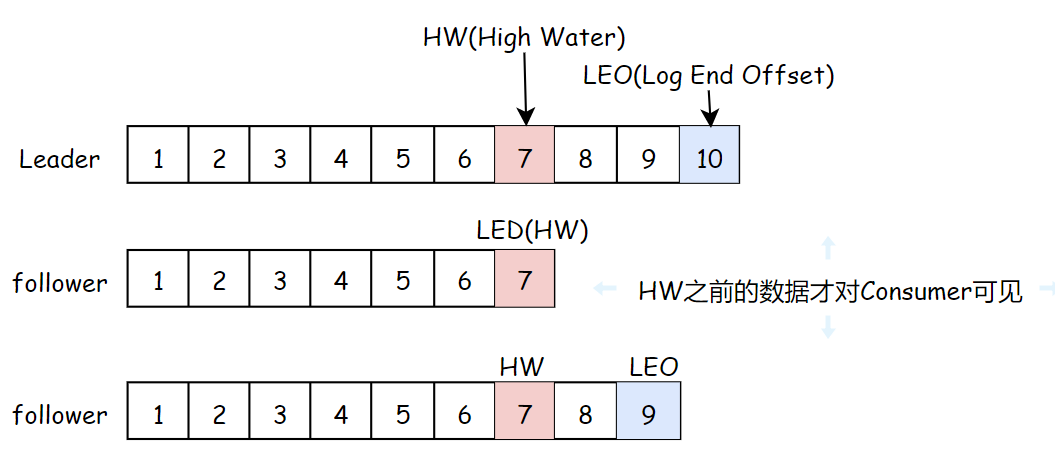 HW(High Water)
LEO(Log End Offset)
Leader 1 2 3 4 5 6 7 8 9 10
LED(HW)
follower 1 2 3 4 5 6 7
HW之前的数据才对Consumer可见
HW LEO
follower 1 2 3 4 5 6 7 8 9